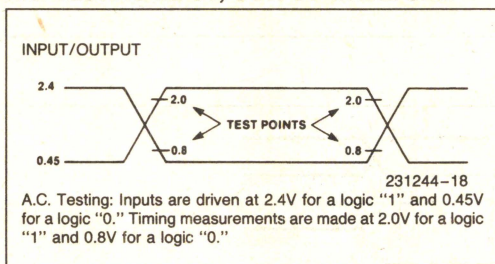 INPUT/OUTPUT
2.4
2.0
2.0
TEST POINTS
0.8
0.8
0.45
231244–18
A.C. Testing: Inputs are driven at 2.4V for a logic "1" and 0.45V
for a logic "0." Timing measurements are made at 2.0V for a logic
"1" and 0.8V for a logic "0."